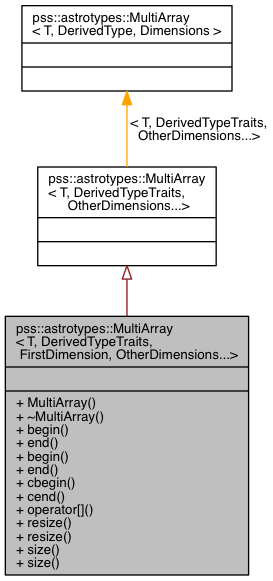 pss::astrotypes::MultiArray
< T, DerivedType, Dimensions >
< T, DerivedTypeTraits,
OtherDimensions...>
pss::astrotypes::MultiArray
< T, DerivedTypeTraits,
OtherDimensions...>
pss::astrotypes::MultiArray
< T, DerivedTypeTraits,
FirstDimension, OtherDimensions...>
+ MultiArray()
+ ~MultiArray()
+ begin()
+ end()
+ begin()
+ end()
+ cbegin()
+ cend()
+ operator[]()
+ resize()
+ resize()
+ size()
+ size()